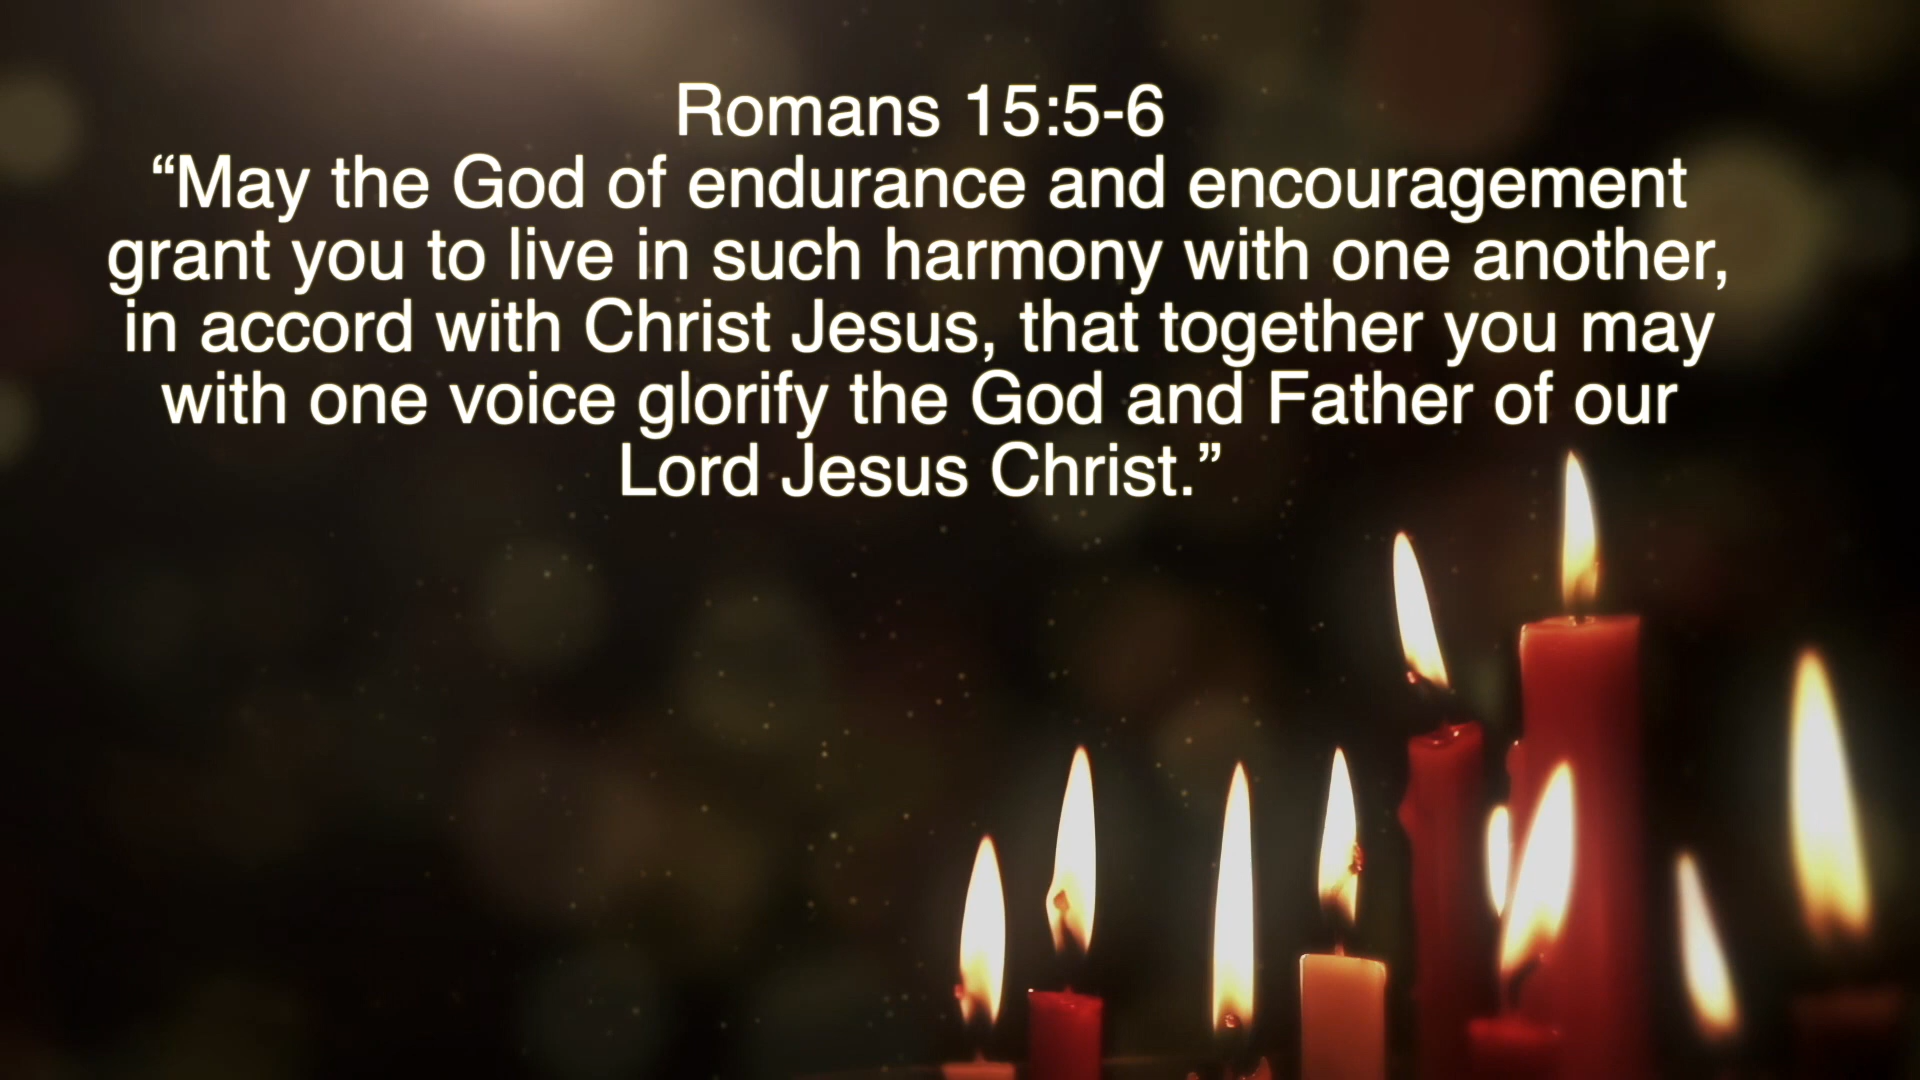 Romans 15:5-6
“May the God of endurance and encouragement
grant you to live in such harmony with one another,
in accord with Christ Jesus, that together you may
with one voice glorify the God and Father of our
Lord Jesus Christ.”